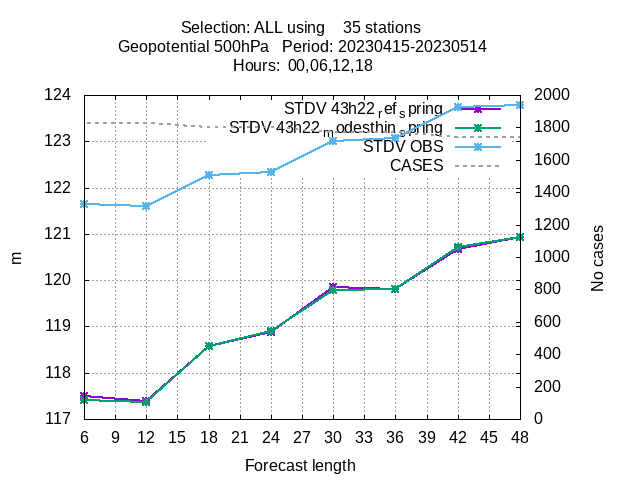 Selection: ALL using    35 stations
Geopotential 500hPa   Period: 20230415-20230514
Hours:  00,06,12,18
STDV 43h22_ref_spring
STDV 43h22_modesthin_spring
STDV OBS
CASES
124
123
122
121
120
119
118
117
m
2000
1800
1600
1400
1200
1000
800
600
400
200
0
No cases
6 9 12 15 18 21 24 27 30 33 36 39 42 45 48
Forecast length